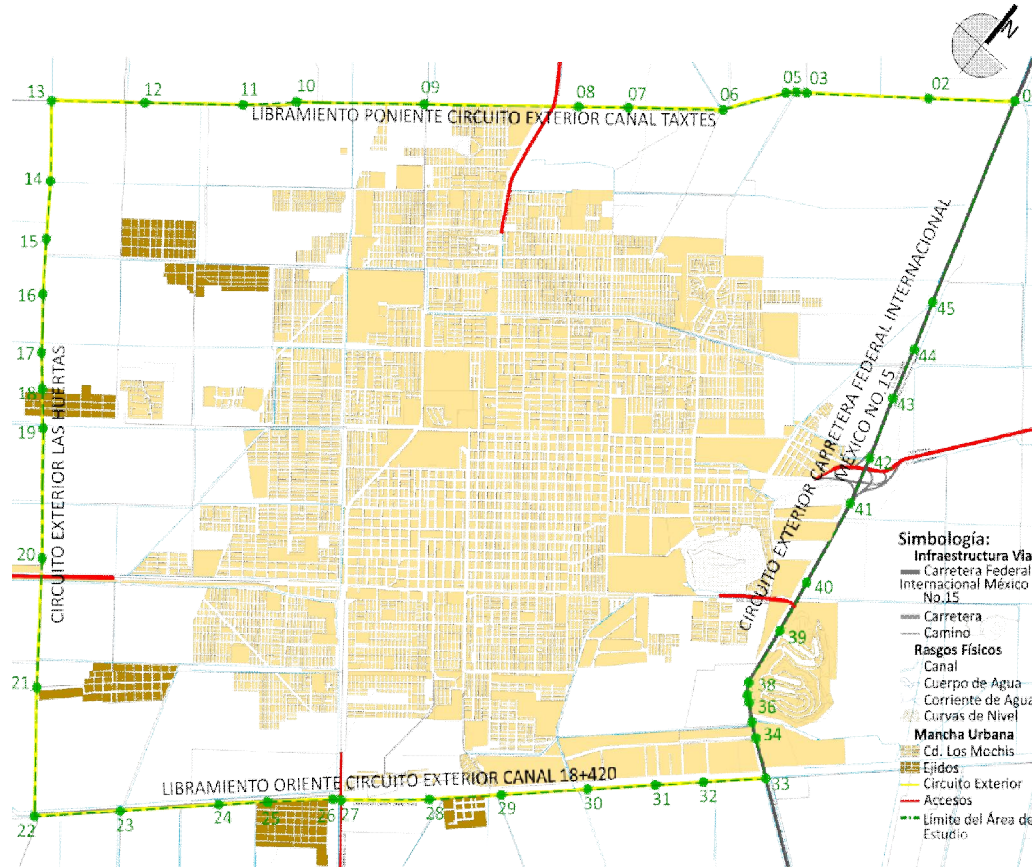 N
13
12
11
10
09
08
07
06
05
03
02
LIBRAMIENTO PONIENTE CIRCUITO EXTERIOR CANAL TAXTES
14
15
16
17
18
19
20
21
22
CIRCUITO EXTERIOR LAS HUERTAS
CIRCUITO EXTERIOR CARRETERA FEDERAL INTERNACIONAL
MÉXICO NO.15
45
44
43
42
41
40
39
38
36
34
33
LIBRAMIENTO ORIENTE CIRCUITO EXTERIOR CANAL 18+420
23
24
25
26
27
28
29
30
31
32
Simbología:
Infraestructura Via
Carretera Federal
Internacional México
No.15
Carretera
Camino
Rasgos Físicos
Canal
Cuerpo de Agua
Corriente de Agua
Curvas de Nivel
Mancha Urbana
Cd. Los Mochis
Ejidos
Circuito Exterior
Accesos
Límite del Área de
Estudio